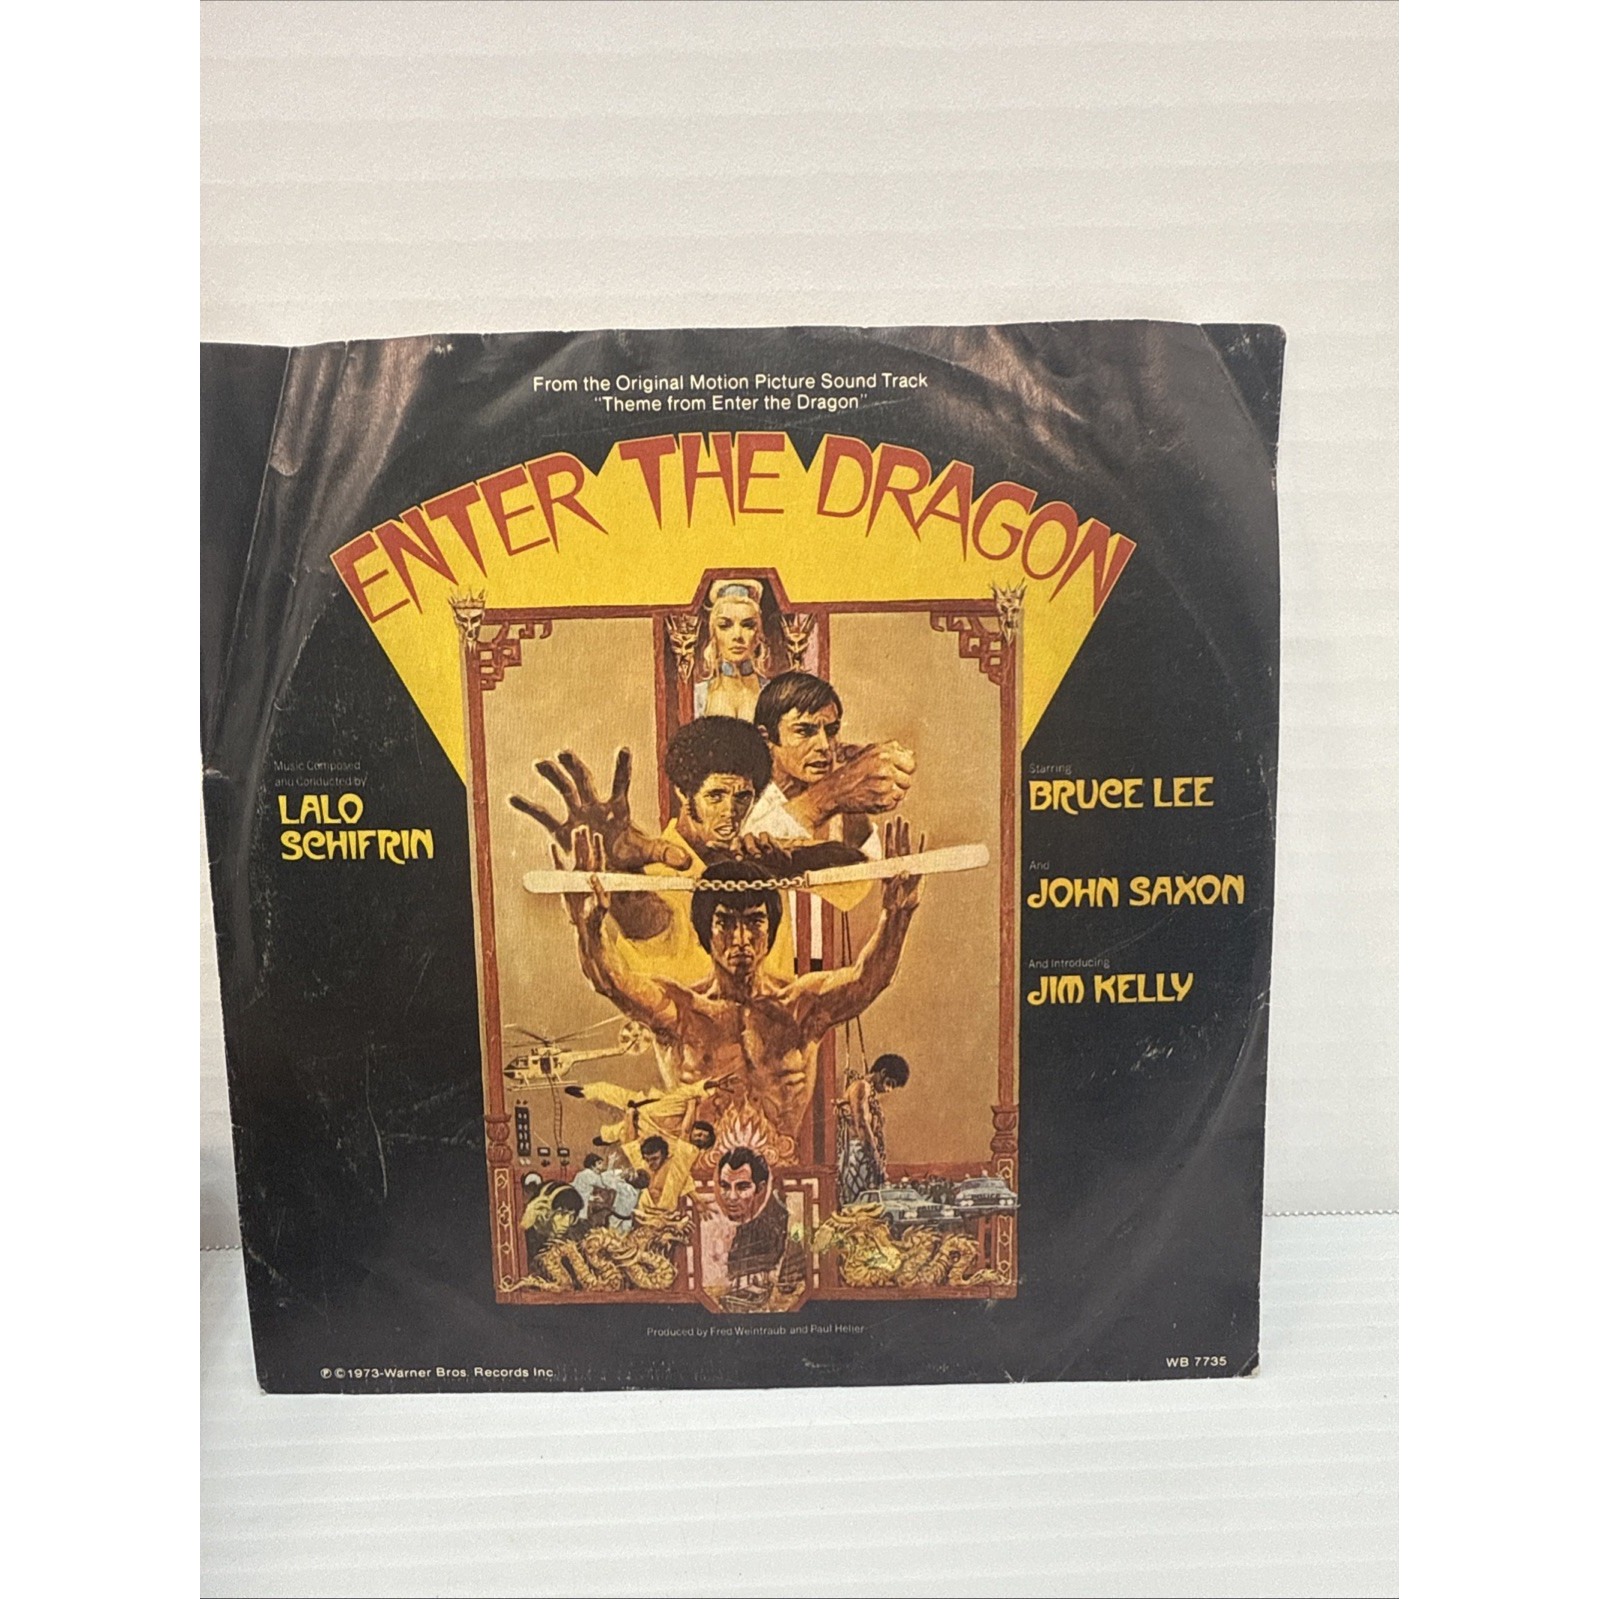 From the Original Motion Picture Sound Track
"Theme from Enter the Dragon"
ENTER THE DRAGON
Music Composed
and Conducted by
LALO
SCHIFRIN
Starring
BRUCE LEE
And
JOHN SAXON
And Introducing
JIM KELLY
POLICE
Produced by Fred Weintraub and Paul Heller
℗©1973-Warner Bros. Records Inc.
WB 7735